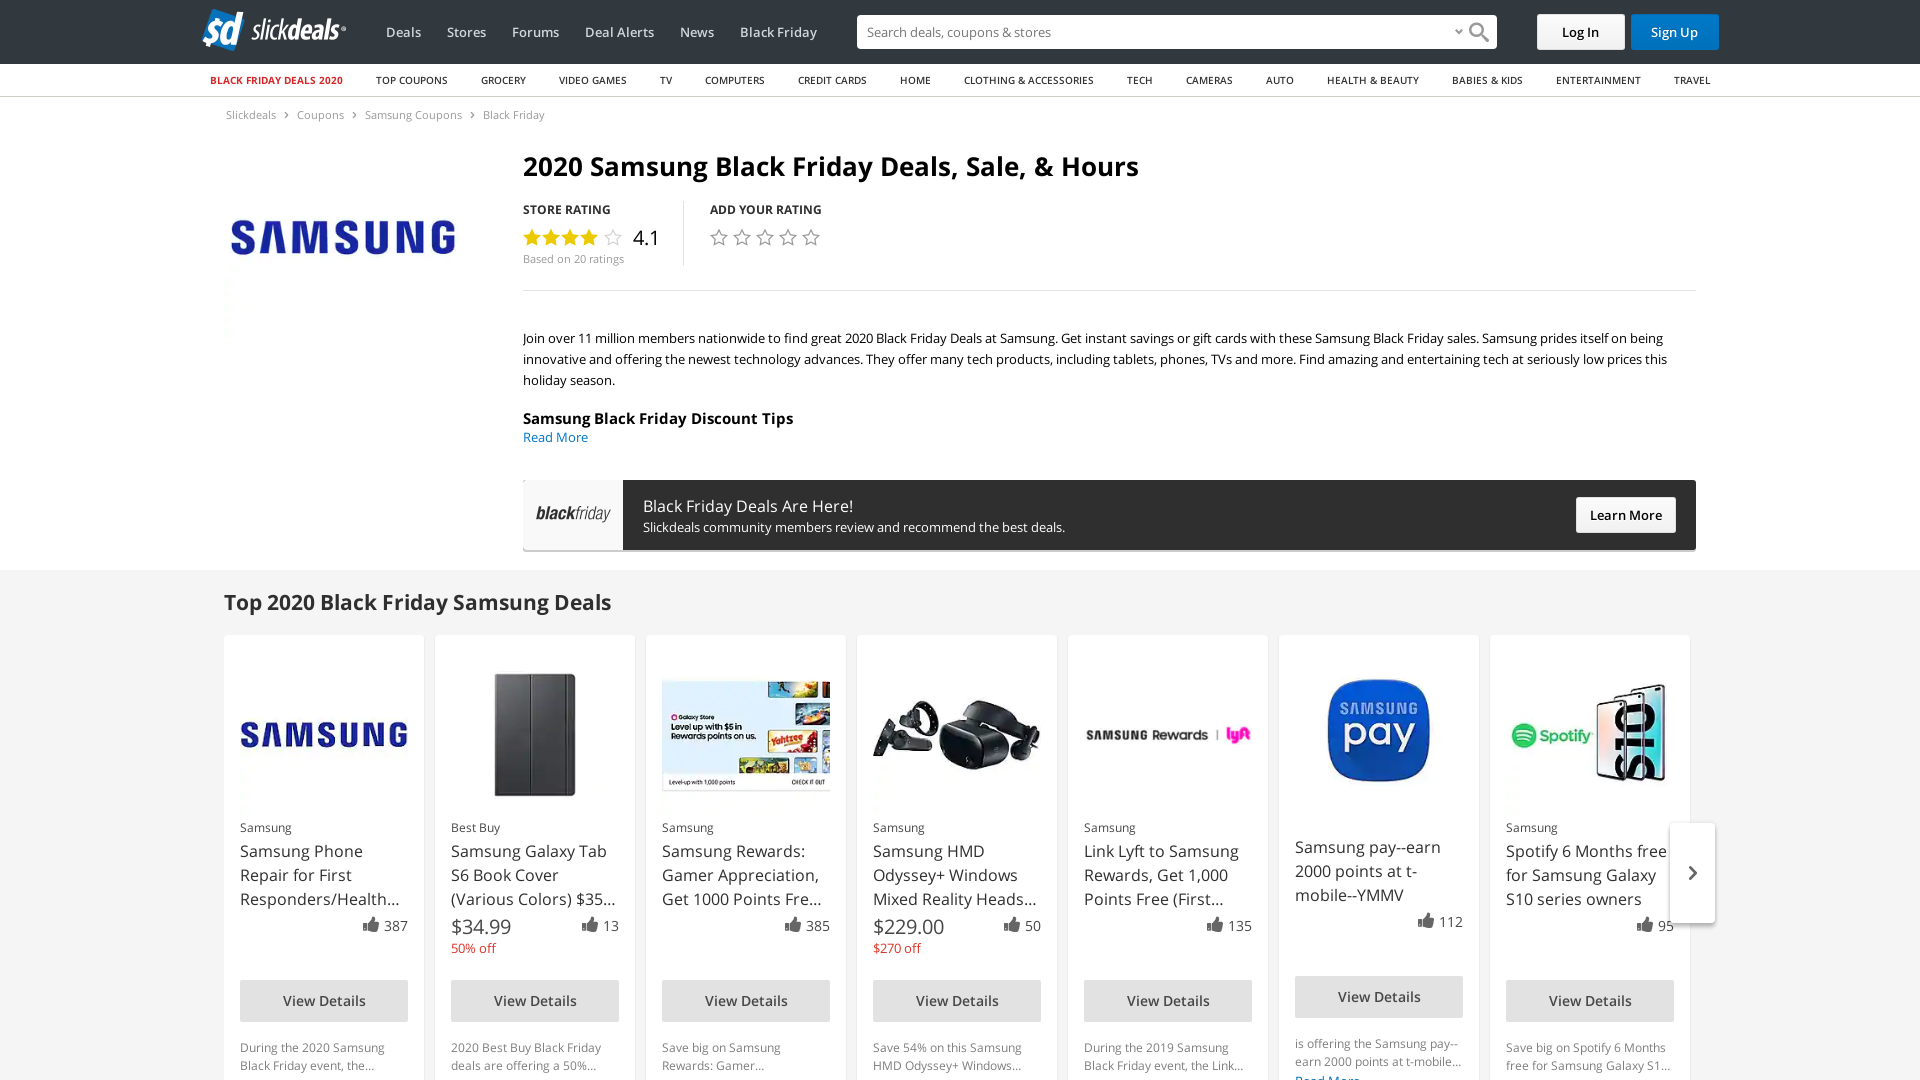 sd slickdeals
Deals Stores Forums Deal Alerts News Black Friday
Search deals, coupons & stores
Log In Sign Up
BLACK FRIDAY DEALS 2020 TOP COUPONS GROCERY VIDEO GAMES TV COMPUTERS CREDIT CARDS HOME CLOTHING & ACCESSORIES TECH CAMERAS AUTO HEALTH & BEAUTY BABIES & KIDS ENTERTAINMENT TRAVEL
Slickdeals › Coupons › Samsung Coupons › Black Friday
SAMSUNG
2020 Samsung Black Friday Deals, Sale, & Hours
STORE RATING
4.1
Based on 20 ratings
ADD YOUR RATING
Join over 11 million members nationwide to find great 2020 Black Friday Deals at Samsung. Get instant savings or gift cards with these Samsung Black Friday sales. Samsung prides itself on being
innovative and offering the newest technology advances. They offer many tech products, including tablets, phones, TVs and more. Find amazing and entertaining tech at seriously low prices this
holiday season.
Samsung Black Friday Discount Tips
Read More
blackfriday
Black Friday Deals Are Here!
Slickdeals community members review and recommend the best deals.
Learn More
Top 2020 Black Friday Samsung Deals
SAMSUNG
Samsung
Samsung Phone
Repair for First
Responders/Health...
387
View Details
During the 2020 Samsung
Black Friday event, the...
Best Buy
Samsung Galaxy Tab
S6 Book Cover
(Various Colors) $35...
$34.99
13
50% off
View Details
2020 Best Buy Black Friday
deals are offering a 50%...
Galaxy Store
Level up with $5 in
Rewards points on us.
Yahtzee
Level-up with 1,000 points
CHECK IT OUT
Samsung
Samsung Rewards:
Gamer Appreciation,
Get 1000 Points Fre...
385
View Details
Save big on Samsung
Rewards: Gamer...
Samsung
Samsung HMD
Odyssey+ Windows
Mixed Reality Heads...
$229.00
50
$270 off
View Details
Save 54% on this Samsung
HMD Odyssey+ Windows...
SAMSUNG Rewards | lyft
Samsung
Link Lyft to Samsung
Rewards, Get 1,000
Points Free (First...
135
View Details
During the 2019 Samsung
Black Friday event, the Link...
SAMSUNG
pay
Samsung pay--earn
2000 points at t-
mobile--YMMV
112
View Details
is offering the Samsung pay--
earn 2000 points at t-mobile...
Read More
Spotify
S10
Samsung
Spotify 6 Months free
for Samsung Galaxy
S10 series owners
95
View Details
Save big on Spotify 6 Months
free for Samsung Galaxy S1...